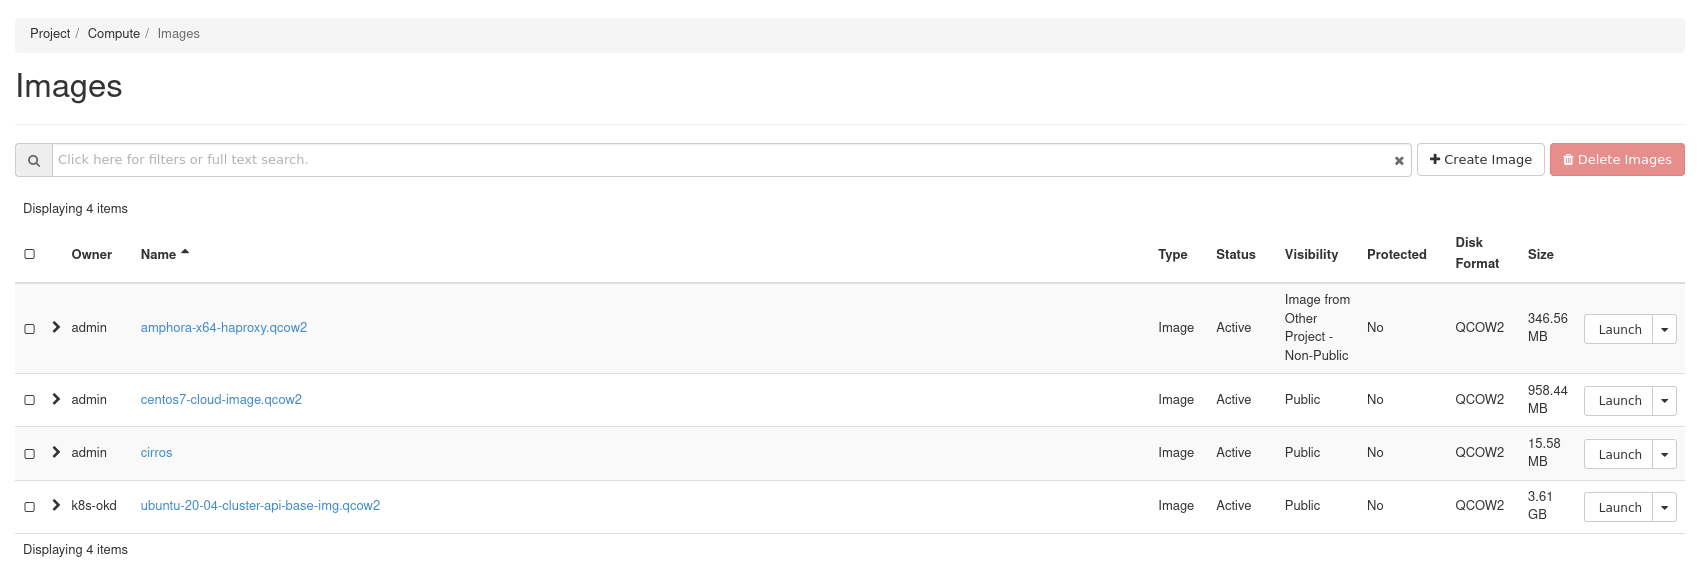 Project / Compute / Images
Images
Click here for filters or full text search.
Create Image
Delete Images
Displaying 4 items
Owner Name Type Status Visibility Protected Disk Format Size
admin amphora-x64-haproxy.qcow2 Image Active Image from Other Project - Non-Public No QCOW2 346.56 MB Launch
admin centos7-cloud-image.qcow2 Image Active Public No QCOW2 958.44 MB Launch
admin cirros Image Active Public No QCOW2 15.58 MB Launch
k8s-okd ubuntu-20-04-cluster-api-base-img.qcow2 Image Active Public No QCOW2 3.61 GB Launch
Displaying 4 items